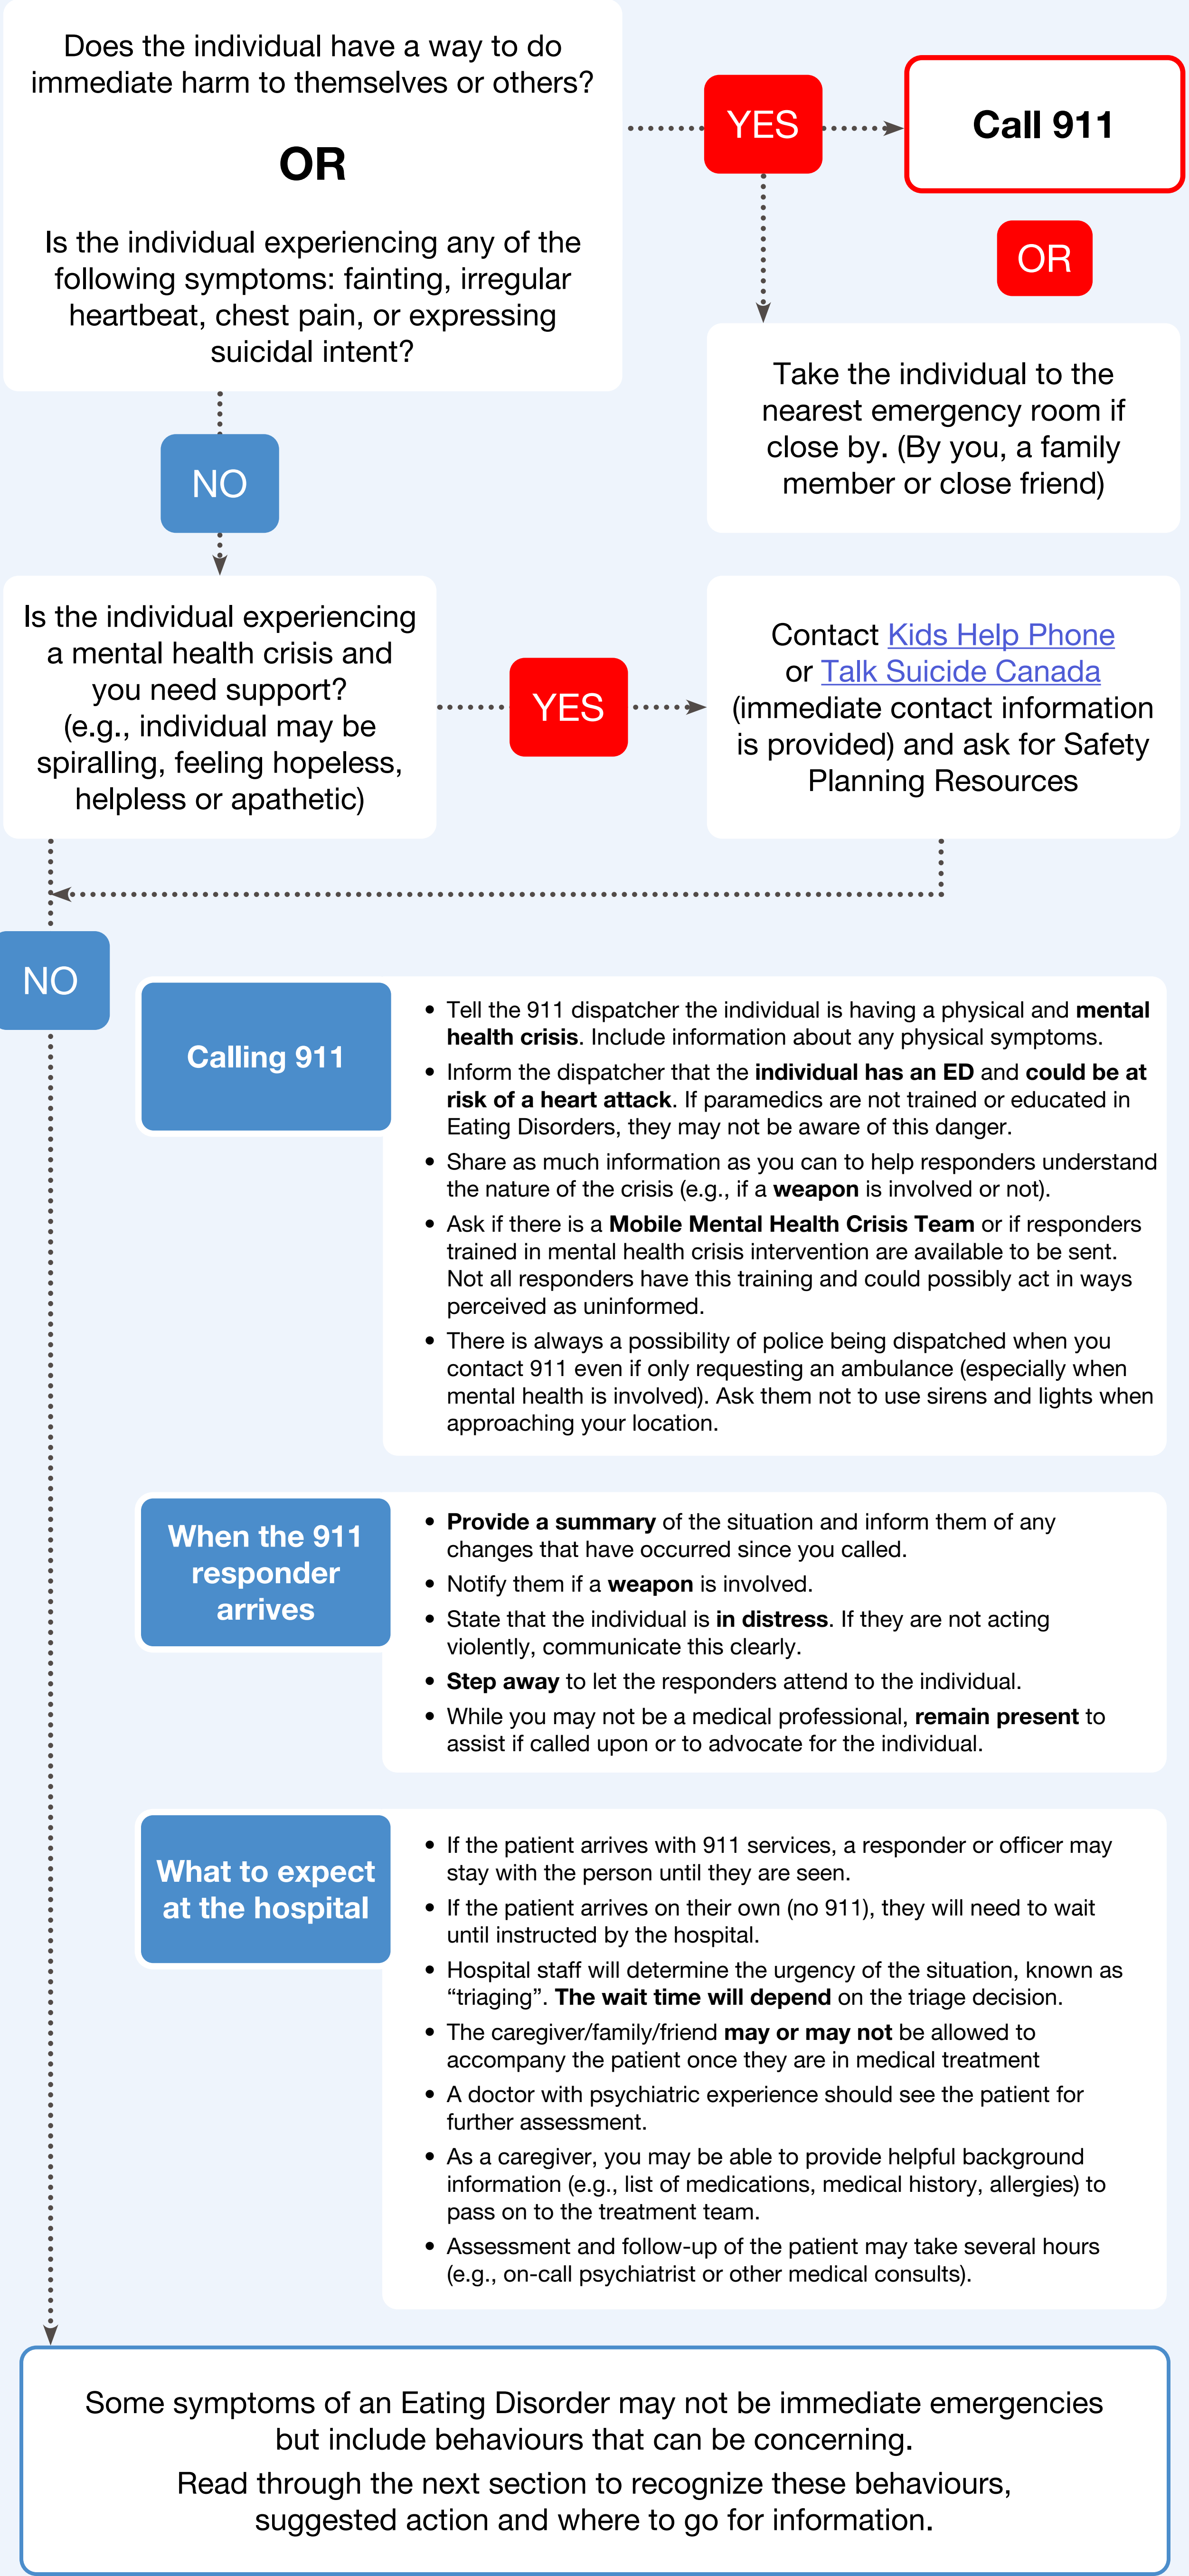 Does the individual have a way to do
immediate harm to themselves or others?
OR
Is the individual experiencing any of the
following symptoms: fainting, irregular
heartbeat, chest pain, or expressing
suicidal intent?
YES
Call 911
OR
Take the individual to the
nearest emergency room if
close by. (By you, a family
member or close friend)
NO
Is the individual experiencing
a mental health crisis and
you need support?
(e.g., individual may be
spiralling, feeling hopeless,
helpless or apathetic)
YES
Contact Kids Help Phone
or Talk Suicide Canada
(immediate contact information
is provided) and ask for Safety
Planning Resources
NO
Calling 911
• Tell the 911 dispatcher the individual is having a physical and mental
health crisis. Include information about any physical symptoms.
• Inform the dispatcher that the individual has an ED and could be at
risk of a heart attack. If paramedics are not trained or educated in
Eating Disorders, they may not be aware of this danger.
• Share as much information as you can to help responders understand
the nature of the crisis (e.g., if a weapon is involved or not).
• Ask if there is a Mobile Mental Health Crisis Team or if responders
trained in mental health crisis intervention are available to be sent.
Not all responders have this training and could possibly act in ways
perceived as uninformed.
• There is always a possibility of police being dispatched when you
contact 911 even if only requesting an ambulance (especially when
mental health is involved). Ask them not to use sirens and lights when
approaching your location.
When the 911
responder
arrives
• Provide a summary of the situation and inform them of any
changes that have occurred since you called.
• Notify them if a weapon is involved.
• State that the individual is in distress. If they are not acting
violently, communicate this clearly.
• Step away to let the responders attend to the individual.
• While you may not be a medical professional, remain present to
assist if called upon or to advocate for the individual.
What to expect
at the hospital
• If the patient arrives with 911 services, a responder or officer may
stay with the person until they are seen.
• If the patient arrives on their own (no 911), they will need to wait
until instructed by the hospital.
• Hospital staff will determine the urgency of the situation, known as
“triaging”. The wait time will depend on the triage decision.
• The caregiver/family/friend may or may not be allowed to
accompany the patient once they are in medical treatment
• A doctor with psychiatric experience should see the patient for
further assessment.
• As a caregiver, you may be able to provide helpful background
information (e.g., list of medications, medical history, allergies) to
pass on to the treatment team.
• Assessment and follow-up of the patient may take several hours
(e.g., on-call psychiatrist or other medical consults).
Some symptoms of an Eating Disorder may not be immediate emergencies
but include behaviours that can be concerning.
Read through the next section to recognize these behaviours,
suggested action and where to go for information.